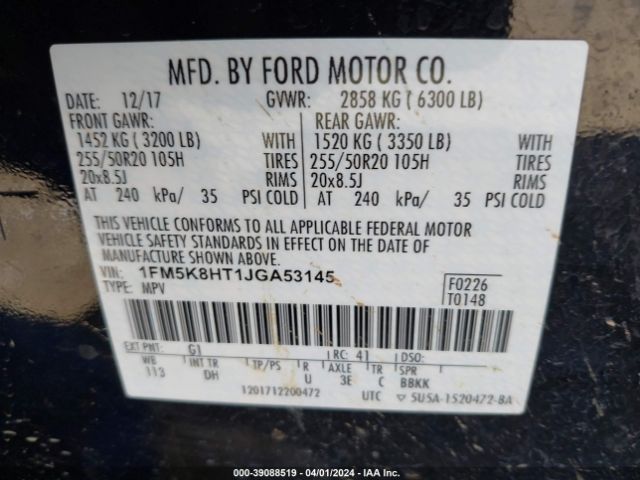 MFD. BY FORD MOTOR CO.
DATE: 12/17 GVWR: 2858 KG ( 6300 LB)
FRONT GAWR: REAR GAWR:
1452 KG ( 3200 LB) WITH 1520 KG ( 3350 LB) WITH
255/50R20 105H TIRES 255/50R20 105H TIRES
20x8.5J RIMS 20x8.5J RIMS
AT 240 kPa/ 35 PSI COLD AT 240 kPa/ 35 PSI COLD
THIS VEHICLE CONFORMS TO ALL APPLICABLE FEDERAL MOTOR
VEHICLE SAFETY STANDARDS IN EFFECT ON THE DATE OF
MANUFACTURE SHOWN ABOVE.
VIN: 1FM5K8HT1JGA53145 F0226
TYPE: MPV T0148
EXT PNT: G1 RC: 41 DSO:
WB INT TR TP/PS R AXLE TR SPR
113 DH U 3E C BBKK
1201712200472 UTC 5U5A-1520472-BA
000-39088519 - 04/01/2024 - IAA Inc.